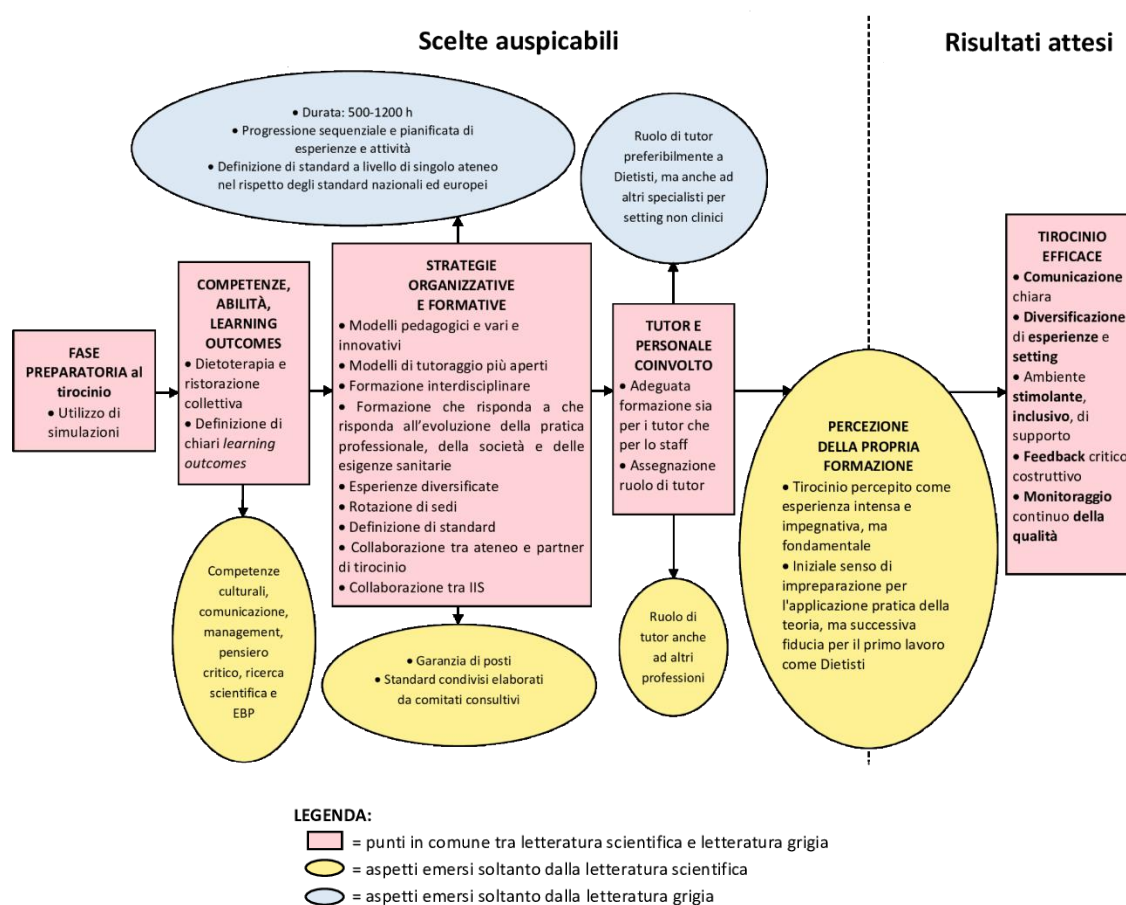 Scelte auspicabili
Risultati attesi
• Durata: 500-1200 h
• Progressione sequenziale e pianificata di
esperienze e attività
• Definizione di standard a livello di singolo ateneo
nel rispetto degli standard nazionali ed europei
Ruolo di tutor
preferibilmente a
Dietisti, ma anche ad
altri specialisti per
setting non clinici
FASE
PREPARATORIA al
tirocinio
• Utilizzo di
simulazioni
COMPETENZE,
ABILITÀ,
LEARNING
OUTCOMES
• Dietoterapia e
ristorazione
collettiva
• Definizione di
chiari learning
outcomes
STRATEGIE
ORGANIZZATIVE
E FORMATIVE
• Modelli pedagogici e vari e
innovativi
• Modelli di tutoraggio più aperti
• Formazione interdisciplinare
• Formazione che risponda a che
risponda all'evoluzione della pratica
professionale, della società e delle
esigenze sanitarie
• Esperienze diversificate
• Rotazione di sedi
• Definizione di standard
• Collaborazione tra ateneo e partner
di tirocinio
• Collaborazione tra IIS
TUTOR E
PERSONALE
COINVOLTO
• Adeguata
formazione sia
per i tutor che
per lo staff
• Assegnazione
ruolo di tutor
PERCEZIONE
DELLA PROPRIA
FORMAZIONE
• Tirocinio percepito come
esperienza intensa e
impegnativa, ma
fondamentale
• Iniziale senso di
impreparazione per
l'applicazione pratica della
teoria, ma successiva
fiducia per il primo lavoro
come Dietisti
TIROCINIO
EFFICACE
• Comunicazione
chiara
• Diversificazione
di esperienze e
setting
• Ambiente
stimolante,
inclusivo, di
supporto
• Feedback critico
costruttivo
• Monitoraggio
continuo della
qualità
Competenze
culturali,
comunicazione,
management,
pensiero
critico, ricerca
scientifica e
EBP
• Garanzia di posti
• Standard condivisi elaborati
da comitati consultivi
Ruolo di
tutor anche
ad altri
professioni
LEGENDA:
= punti in comune tra letteratura scientifica e letteratura grigia
= aspetti emersi soltanto dalla letteratura scientifica
= aspetti emersi soltanto dalla letteratura grigia